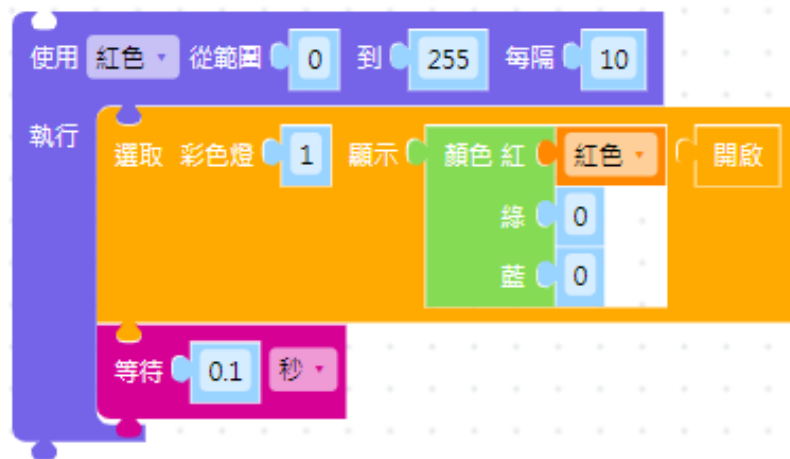 使用 紅色 從範圍 0 到 255 每隔 10
執行
選取 彩色燈 1 顯示 顏色 紅 紅色 開啟
綠 0
藍 0
等待 0.1 秒